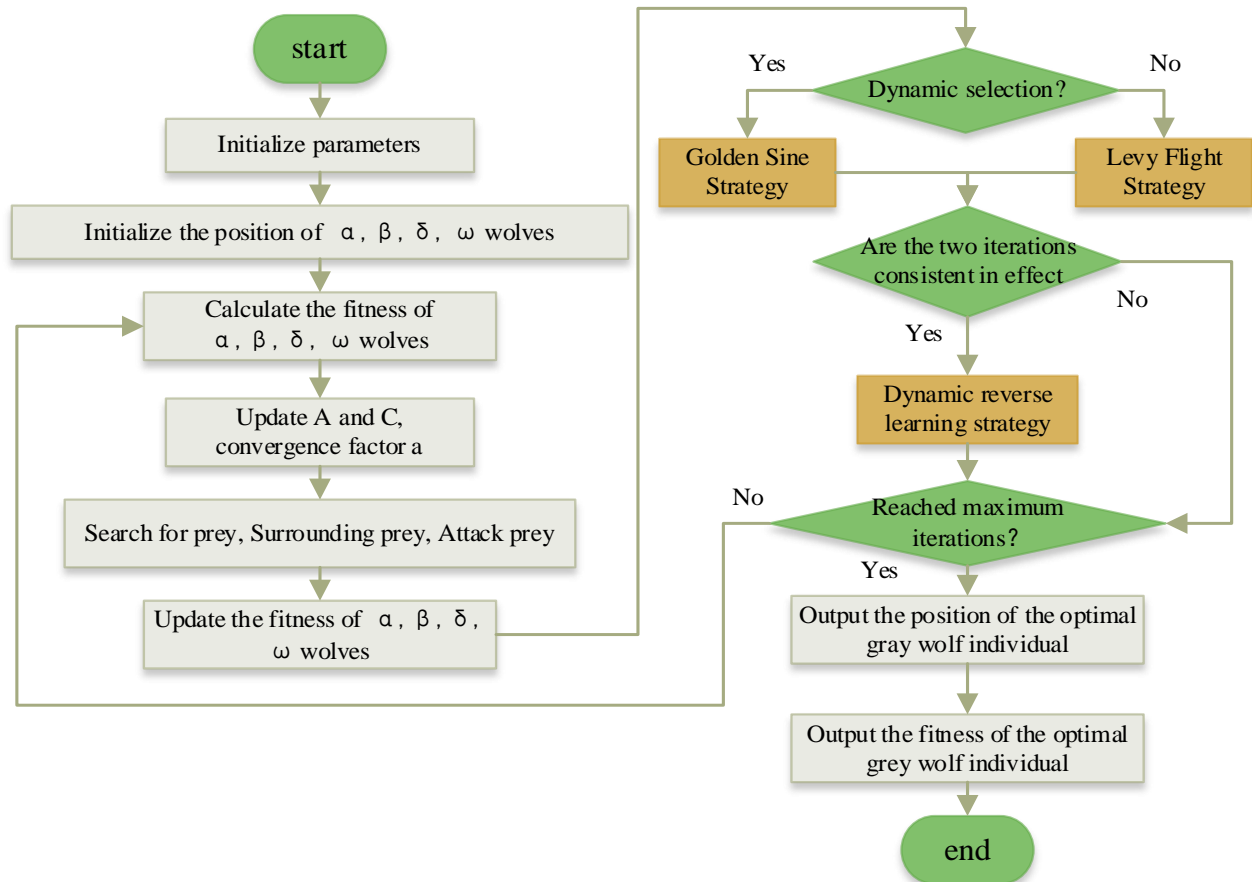 start
Initialize parameters
Initialize the position of α, β, δ, ω wolves
Calculate the fitness of
α, β, δ, ω wolves
Update A and C,
convergence factor a
Search for prey, Surrounding prey, Attack prey
Update the fitness of α, β, δ,
ω wolves
Dynamic selection?
Yes
No
Golden Sine
Strategy
Levy Flight
Strategy
Are the two iterations
consistent in effect
No
Yes
Dynamic reverse
learning strategy
Reached maximum
iterations?
No
Yes
Output the position of the optimal
gray wolf individual
Output the fitness of the optimal
grey wolf individual
end